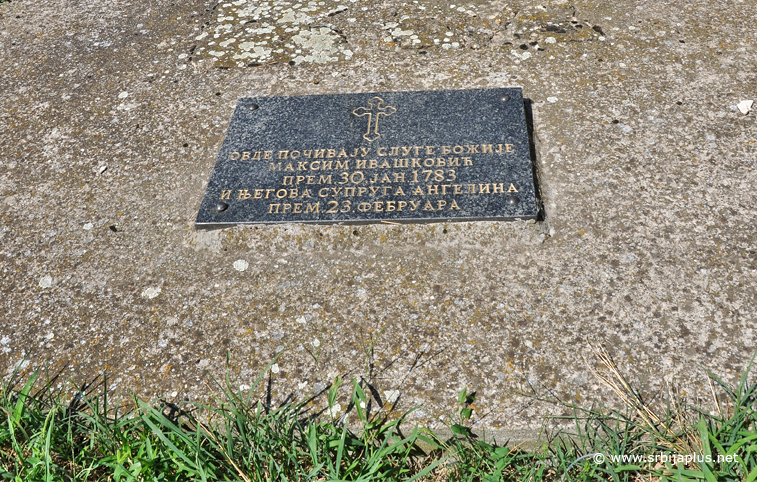 ОВДЕ ПОЧИВАЈУ СЛУГЕ БОЖИЈЕ
МАКСИМ ИВАШКОВИЋ
ПРЕМ. 30. ЈАН 1783
И ЊЕГОВА СУПРУГА АНГЕЛИНА
ПРЕМ. 23 ФЕБРУАРА
© www.srbijaplus.net